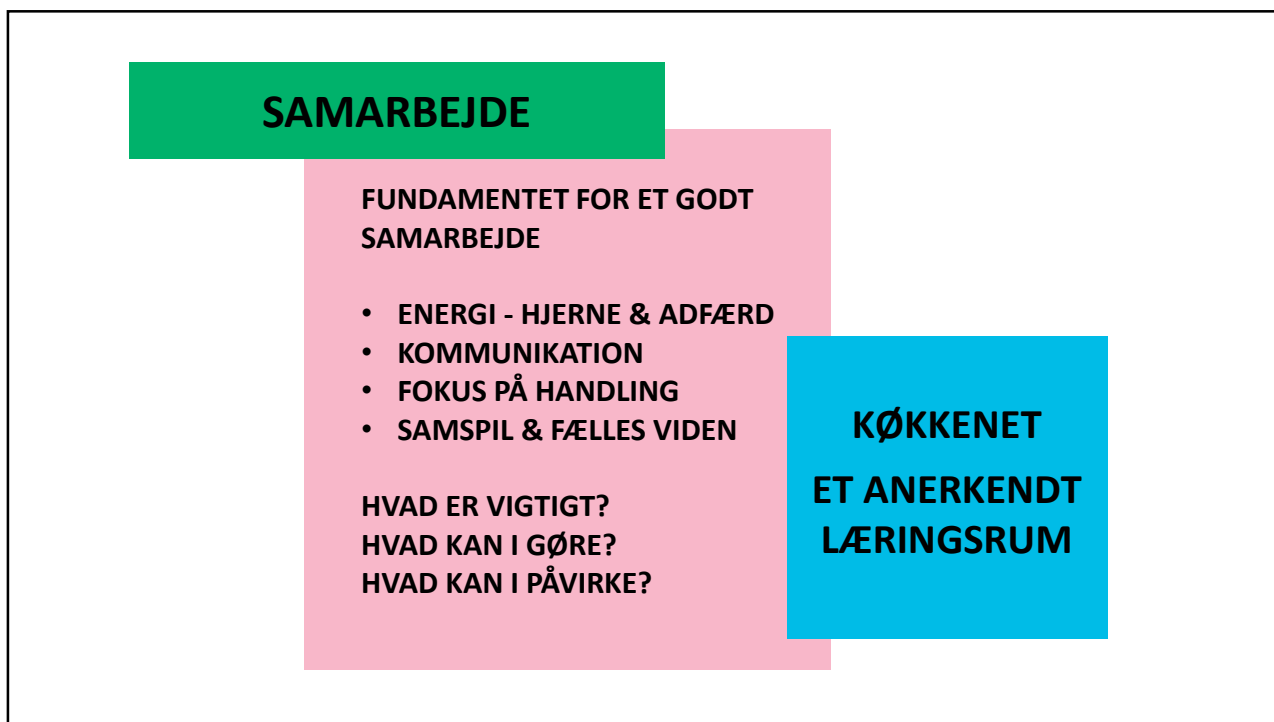 SAMARBEJDE
FUNDAMENTET FOR ET GODT
SAMARBEJDE
• ENERGI - HJERNE & ADFÆRD
• KOMMUNIKATION
• FOKUS PÅ HANDLING
• SAMSPIL & FÆLLES VIDEN
HVAD ER VIGTIGT?
HVAD KAN I GØRE?
HVAD KAN I PÅVIRKE?
KØKKENET
ET ANERKENDT
LÆRINGSRUM